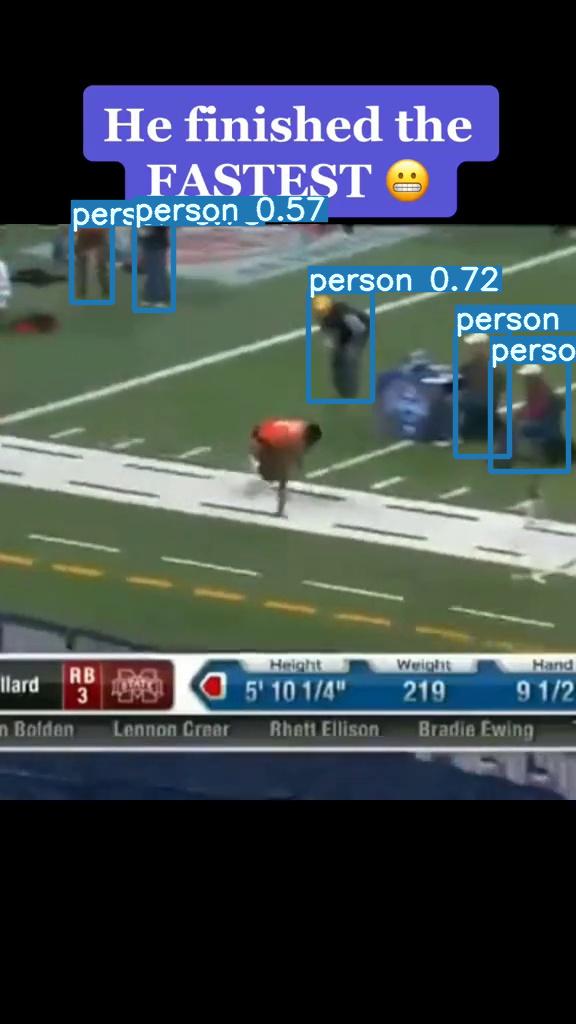 He finished the
FASTEST 😬
pers
person 0.57
person 0.72
person
perso
Height
Weight
Hand
llard
RB
3
STATE
5' 10 1/4"
219
9 1/2
n Bolden
Lennon Creer
Rhett Ellison
Bradie Ewing